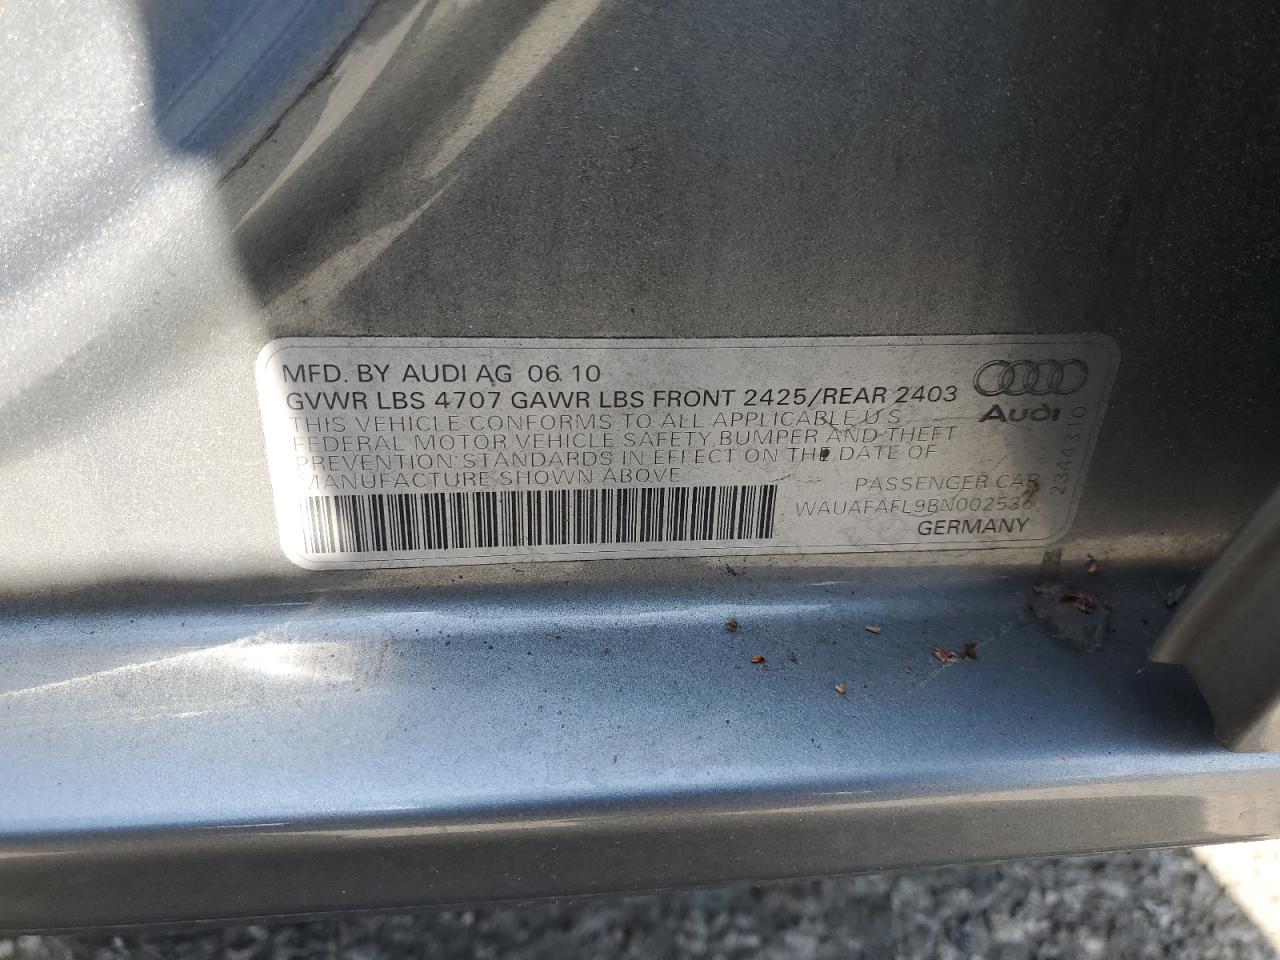 MFD. BY AUDI AG 06.10
GVWR LBS 4707 GAWR LBS FRONT 2425/REAR 2403
THIS VEHICLE CONFORMS TO ALL APPLICABLE U S
FEDERAL MOTOR VEHICLE SAFETY, BUMPER AND THEFT
PREVENTION STANDARDS IN EFFECT ON THE DATE OF
MANUFACTURE SHOWN ABOVE
Audi
2344310
PASSENGER CAR
WAUAFAFL9BN002536
GERMANY